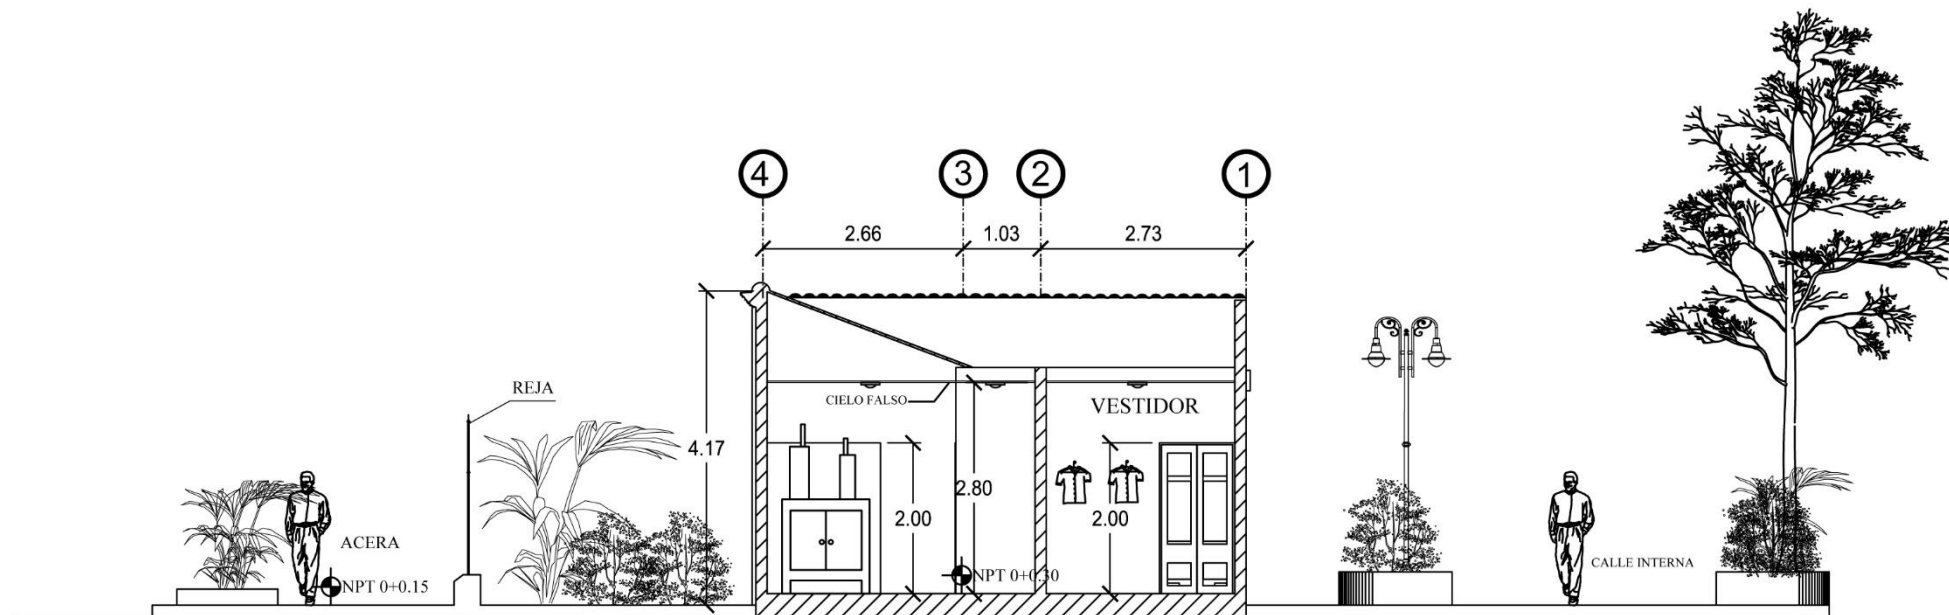 4 3 2 1
2.66 1.03 2.73
REJA
CIELO FALSO
VESTIDOR
4.17
2.80
2.00
2.00
ACERA
CALLE INTERNA
NPT 0+0.15
NPT 0+0.30